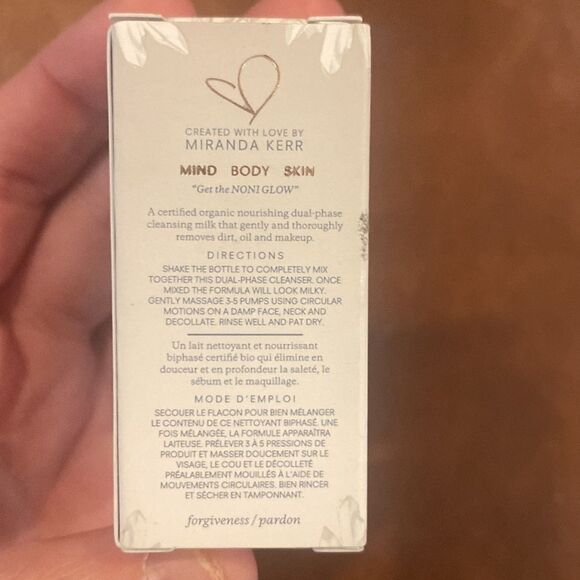 CREATED WITH LOVE BY
MIRANDA KERR
MIND BODY SKIN
"Get the NONI GLOW"
A certified organic nourishing dual-phase
cleansing milk that gently and thoroughly
removes dirt, oil and makeup.
DIRECTIONS
SHAKE THE BOTTLE TO COMPLETELY MIX
TOGETHER THIS DUAL-PHASE CLEANSER. ONCE
MIXED THE FORMULA WILL LOOK MILKY.
GENTLY MASSAGE 3-5 PUMPS USING CIRCULAR
MOTIONS ON A DAMP FACE, NECK AND
DECOLLATE. RINSE WELL AND PAT DRY.
Un lait nettoyant et nourrissant
biphasé certifié bio qui élimine en
douceur et en profondeur la saleté, le
sébum et le maquillage.
MODE D'EMPLOI
SECOUER LE FLACON POUR BIEN MÉLANGER
LE CONTENU DE CE NETTOYANT BIPHASÉ. UNE
FOIS MÉLANGÉE, LA FORMULE APPARAÎTRA
LAITEUSE. PRÉLEVER 3 À 5 PRESSIONS DE
PRODUIT ET MASSER DOUCEMENT SUR LE
VISAGE, LE COU ET LE DÉCOLLETÉ
PRÉALABLEMENT MOUILLÉS À L'AIDE DE
MOUVEMENTS CIRCULAIRES. BIEN RINCER
ET SÉCHER EN TAMPONNANT.
forgiveness / pardon